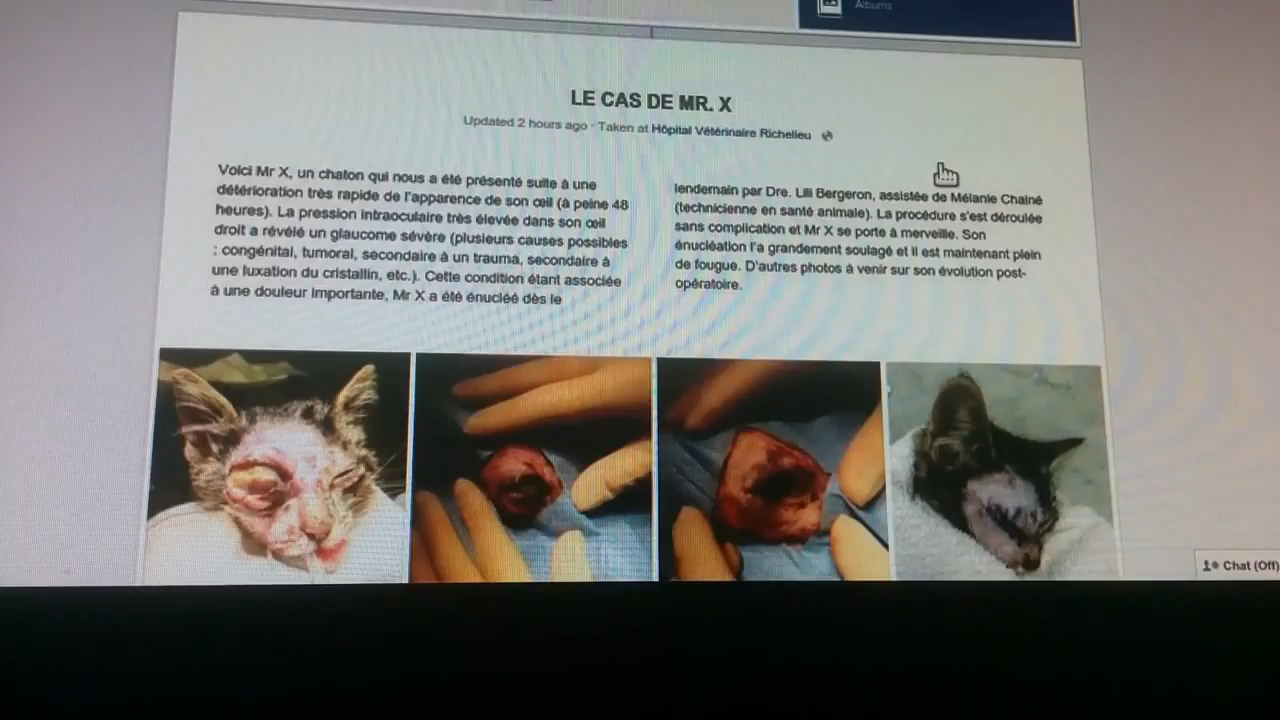 Albums
LE CAS DE MR. X
Updated 2 hours ago · Taken at Hôpital Vétérinaire Richelieu
Voici Mr X, un chaton qui nous a été présenté suite à une
détérioration très rapide de l'apparence de son œil (à peine 48
heures). La pression intraoculaire très élevée dans son œil
droit a révélé un glaucome sévère (plusieurs causes possibles
: congénital, tumoral, secondaire à un trauma, secondaire à
une luxation du cristallin, etc.). Cette condition étant associée
à une douleur importante, Mr X a été énucléé dès le
lendemain par Dre. Lili Bergeron, assistée de Mélanie Chainé
(technicienne en santé animale). La procédure s'est déroulée
sans complication et Mr X se porte à merveille. Son
énucléation l'a grandement soulagé et il est maintenant plein
de fougue. D'autres photos à venir sur son évolution post-
opératoire.
Chat (Off)